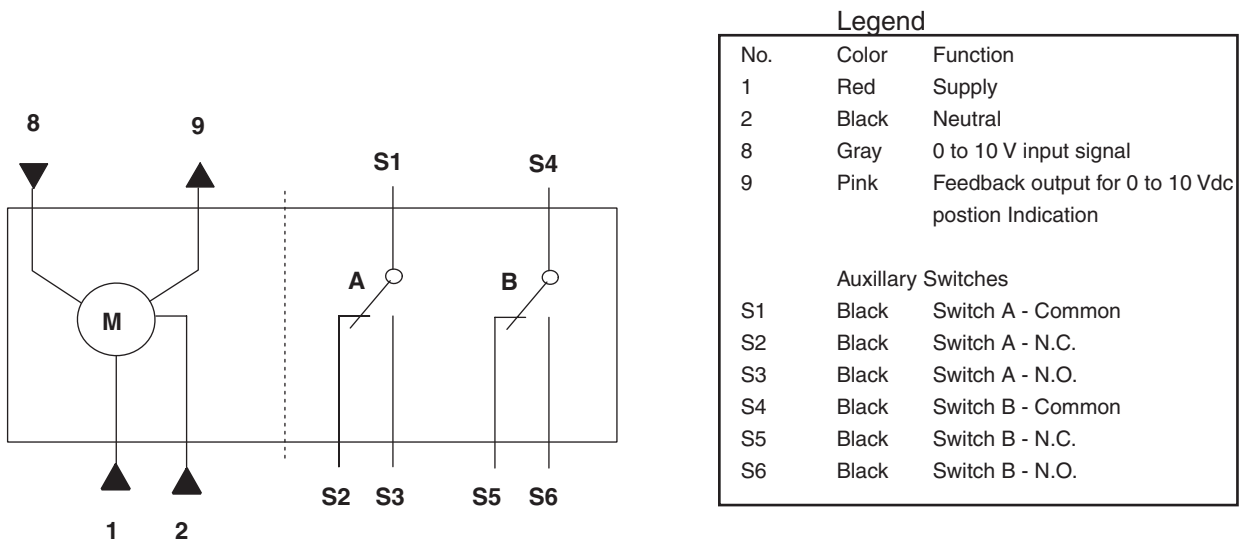 8
9
S1
S4
A
B
M
S2
S3
S5
S6
1
2
Legend
No. Color Function
1 Red Supply
2 Black Neutral
8 Gray 0 to 10 V input signal
9 Pink Feedback output for 0 to 10 Vdc
postion Indication
Auxillary Switches
S1 Black Switch A - Common
S2 Black Switch A - N.C.
S3 Black Switch A - N.O.
S4 Black Switch B - Common
S5 Black Switch B - N.C.
S6 Black Switch B - N.O.